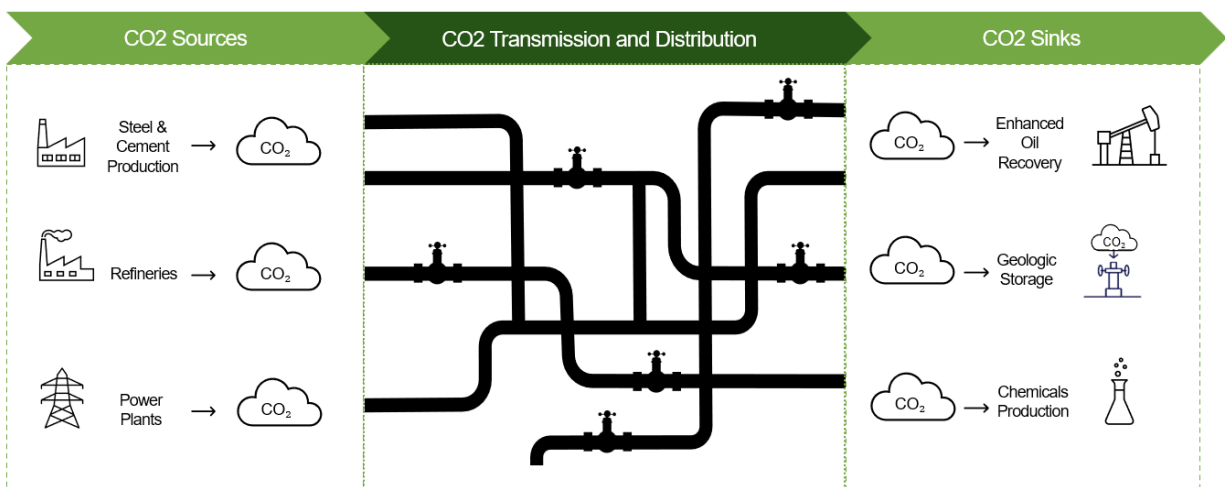 CO2 Sources
CO2 Transmission and Distribution
CO2 Sinks
Steel &
Cement
Production
CO₂
Refineries
CO₂
Power
Plants
CO₂
CO₂
Enhanced
Oil
Recovery
CO₂
Geologic
Storage
CO₂
CO₂
Chemicals
Production